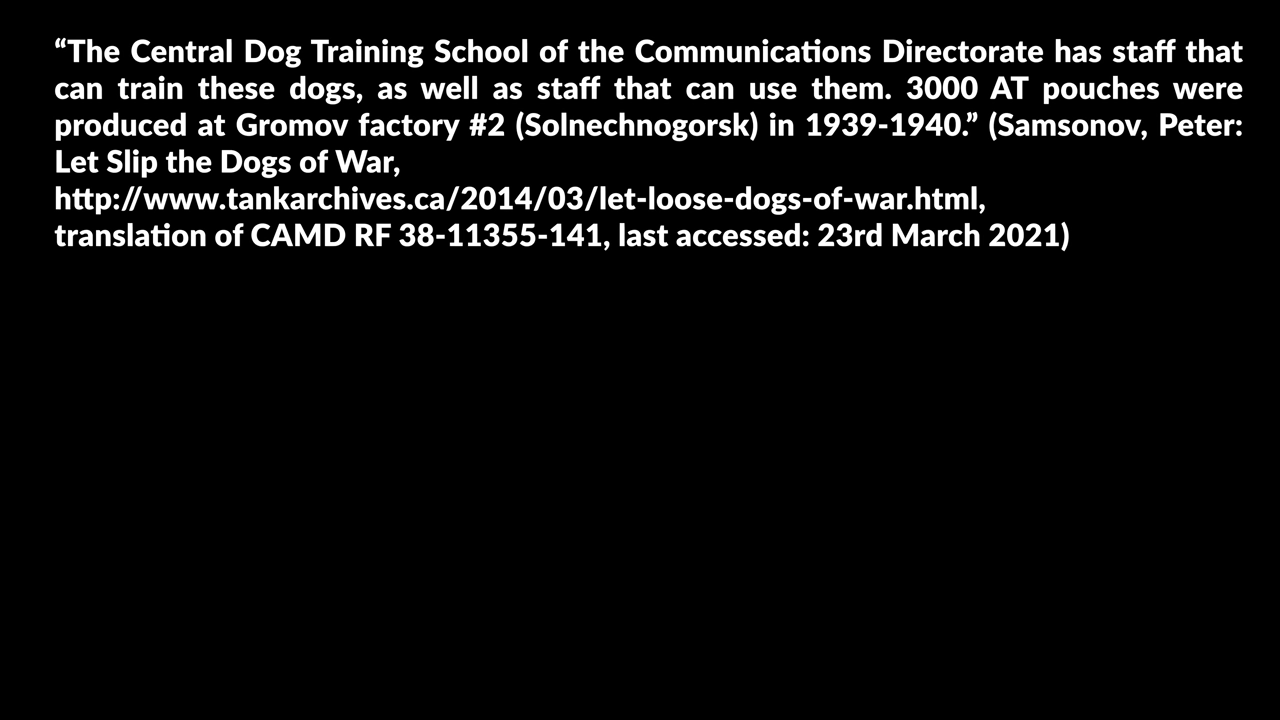 “The Central Dog Training School of the Communications Directorate has staff that
can train these dogs, as well as staff that can use them. 3000 AT pouches were
produced at Gromov factory #2 (Solnechnogorsk) in 1939-1940.” (Samsonov, Peter:
Let Slip the Dogs of War,
http://www.tankarchives.ca/2014/03/let-loose-dogs-of-war.html,
translation of CAMD RF 38-11355-141, last accessed: 23rd March 2021)